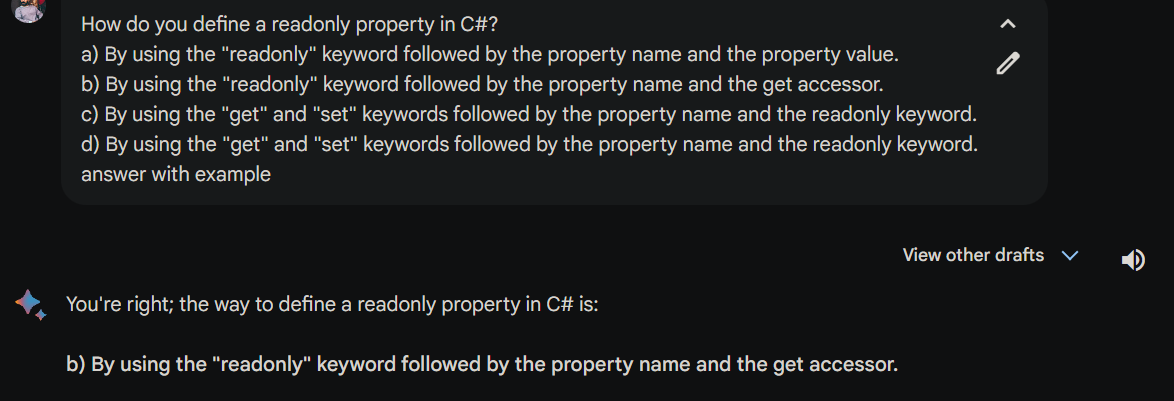 How do you define a readonly property in C#?
a) By using the "readonly" keyword followed by the property name and the property value.
b) By using the "readonly" keyword followed by the property name and the get accessor.
c) By using the "get" and "set" keywords followed by the property name and the readonly keyword.
d) By using the "get" and "set" keywords followed by the property name and the readonly keyword.
answer with example
View other drafts
You're right; the way to define a readonly property in C# is:
b) By using the "readonly" keyword followed by the property name and the get accessor.